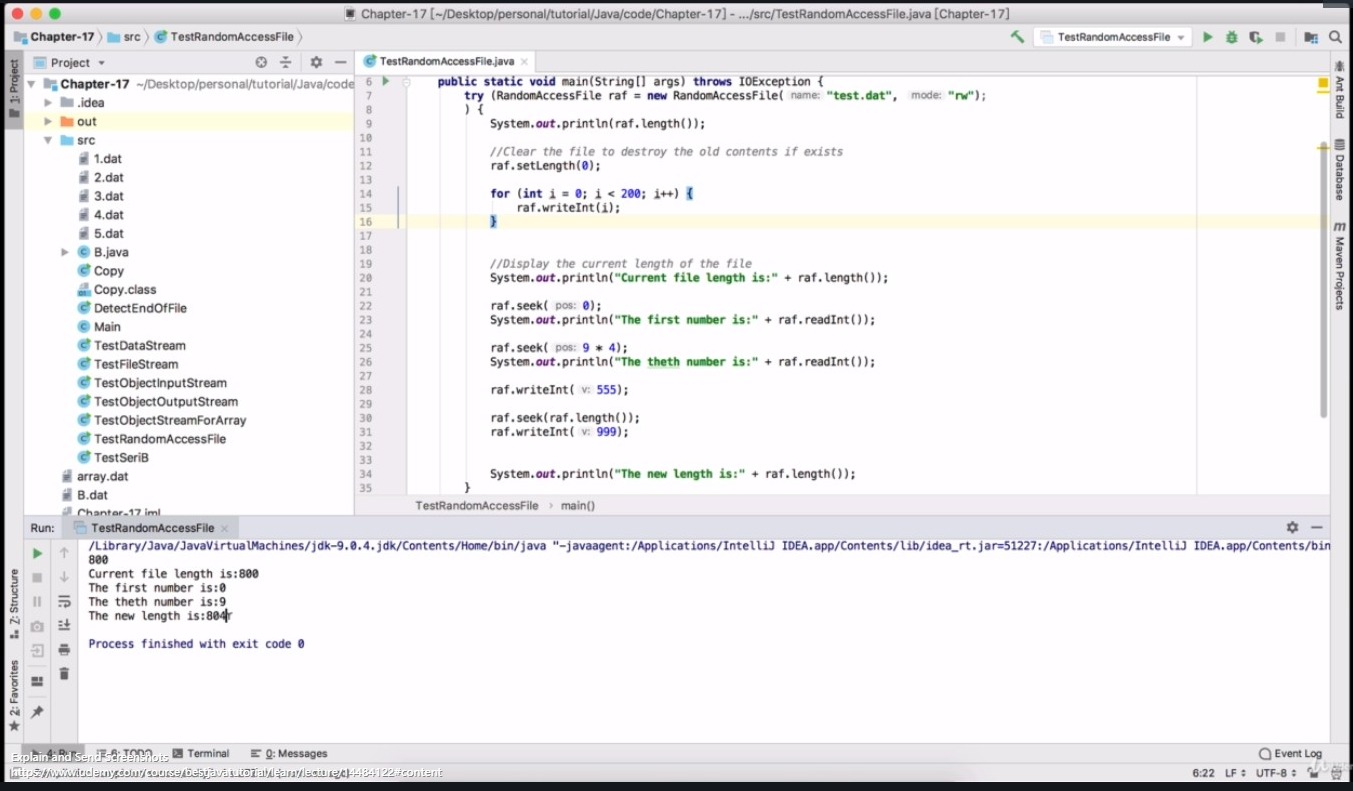 Chapter-17 [~/Desktop/personal/tutorial/Java/code/Chapter-17] - .../src/TestRandomAccessFile.java [Chapter-17]
Chapter-17 src TestRandomAccessFile
TestRandomAccessFile
1: Project
Project
TestRandomAccessFile.java
Chapter-17 ~/Desktop/personal/tutorial/Java/code
.idea
out
src
1.dat
2.dat
3.dat
4.dat
5.dat
B.java
Copy
Copy.class
DetectEndOfFile
Main
TestDataStream
TestFileStream
TestObjectInputStream
TestObjectOutputStream
TestObjectStreamForArray
TestRandomAccessFile
TestSeriB
array.dat
B.dat
Chapter-17.iml
6 public static void main(String[] args) throws IOException {
7 try (RandomAccessFile raf = new RandomAccessFile( name: "test.dat", mode: "rw");
8 ) {
9 System.out.println(raf.length());
10
11 //Clear the file to destroy the old contents if exists
12 raf.setLength(0);
13
14 for (int i = 0; i < 200; i++) {
15 raf.writeInt(i);
16 }
17
18
19 //Display the current length of the file
20 System.out.println("Current file length is:" + raf.length());
21
22 raf.seek( pos: 0);
23 System.out.println("The first number is:" + raf.readInt());
24
25 raf.seek( pos: 9 * 4);
26 System.out.println("The theth number is:" + raf.readInt());
27
28 raf.writeInt( v: 555);
29
30 raf.seek(raf.length());
31 raf.writeInt( v: 999);
32
33
34 System.out.println("The new length is:" + raf.length());
35 }
TestRandomAccessFile › main()
Ant Build
Database
Maven Projects
Run: TestRandomAccessFile
/Library/Java/JavaVirtualMachines/jdk-9.0.4.jdk/Contents/Home/bin/java "-javaagent:/Applications/IntelliJ IDEA.app/Contents/lib/idea_rt.jar=51227:/Applications/IntelliJ IDEA.app/Contents/bin
800
Current file length is:800
The first number is:0
The theth number is:9
The new length is:804
Process finished with exit code 0
Z: Structure
2: Favorites
4: Run 6: TODO Terminal 0: Messages
Event Log
Explain and Send Screenshots
6:22 LF UTF-8